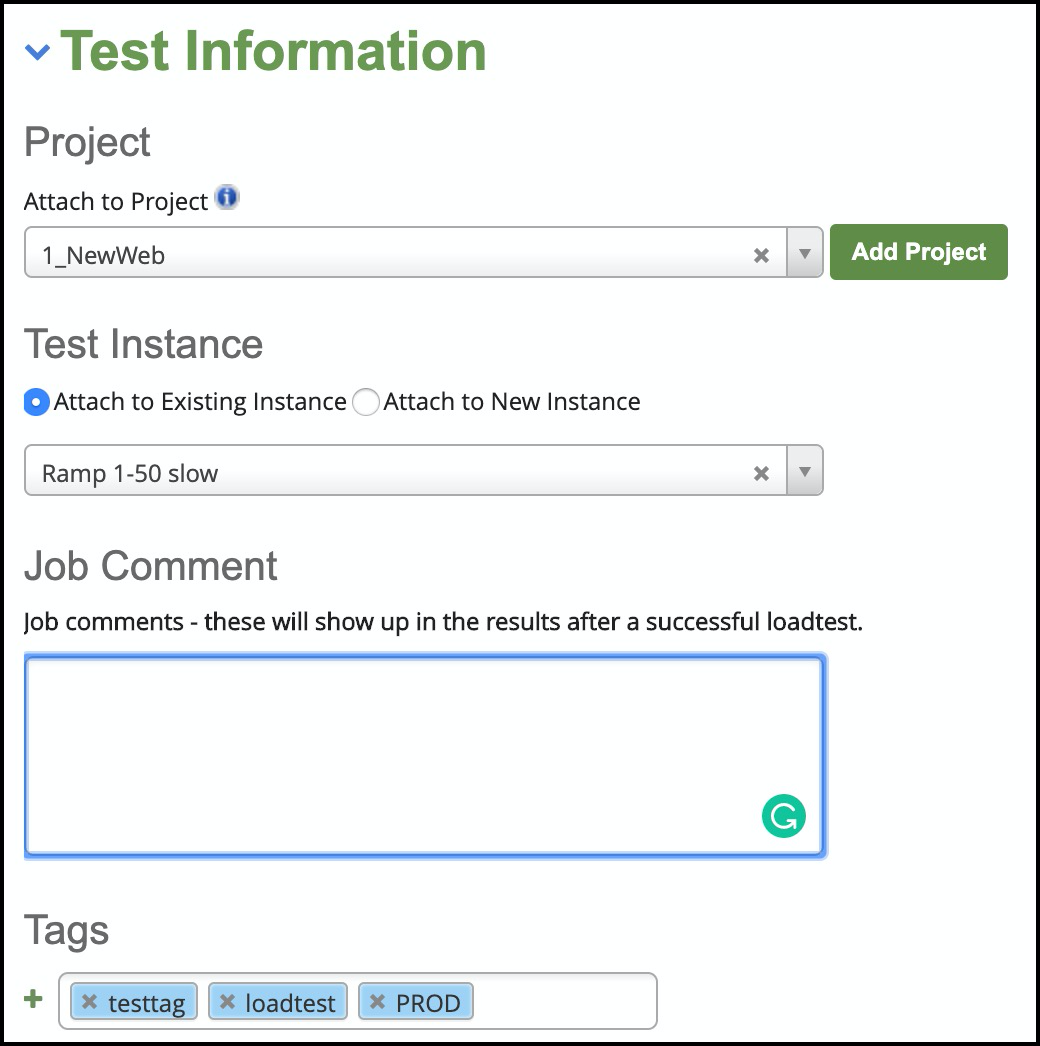 Test Information
Project
Attach to Project
1_NewWeb
Add Project
Test Instance
Attach to Existing Instance Attach to New Instance
Ramp 1-50 slow
Job Comment
Job comments - these will show up in the results after a successful loadtest.
Tags
testtag loadtest PROD